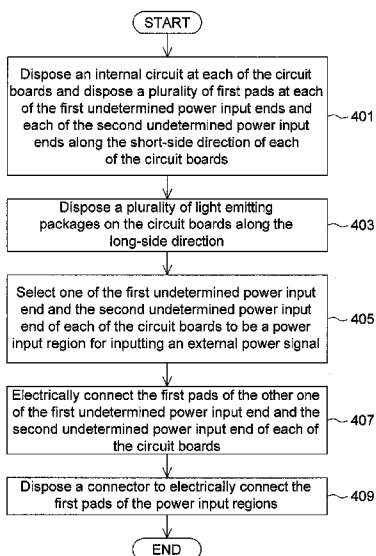 START
Dispose an internal circuit at each of the circuit
boards and dispose a plurality of first pads at each
of the first undetermined power input ends and
each of the second undetermined power input
ends along the short-side direction of each
of the circuit boards
401
Dispose a plurality of light emitting
packages on the circuit boards along the
long-side direction
403
Select one of the first undetermined power input
end and the second undetermined power input
end of each of the circuit boards to be a power
input region for inputting an external power signal
405
Electrically connect the first pads of the other one
of the first undetermined power input end and the
second undetermined power input end of each of
the circuit boards
407
Dispose a connector to electrically connect the
first pads of the power input regions
409
END